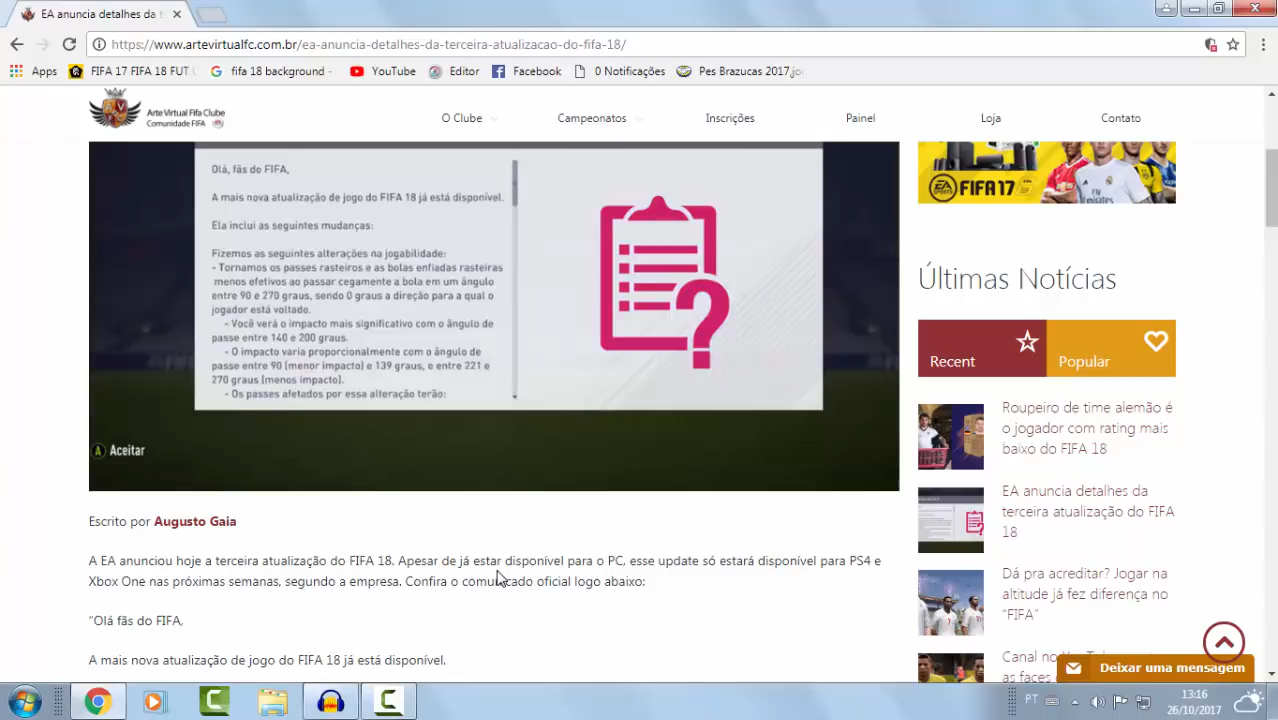 EA anuncia detalhes da t
https://www.artevirtualfc.com.br/ea-anuncia-detalhes-da-terceira-atualizacao-do-fifa-18/
Apps
FIFA 17 FIFA 18 FUT
fifa 18 background -
YouTube
Editor
Facebook
0 Notificações
Pes Brazucas 2017.jo
Arte Virtual Fifa Clube
Comunidade FIFA
O Clube
Campeonatos
Inscrições
Painel
Loja
Contato
Olá, fãs do FIFA,
A mais nova atualização de jogo do FIFA 18 já está disponível.
Ela inclui as seguintes mudanças:
Fizemos as seguintes alterações na jogabilidade:
- Tornamos os passes rasteiros e as bolas enfiadas rasteiras
menos efetivos ao passar cegamente a bola em um ângulo
entre 90 e 270 graus, sendo 0 graus a direção para a qual o
jogador está voltado.
- Você verá o impacto mais significativo com o ângulo de
passe entre 140 e 200 graus.
- O impacto varia proporcionalmente com o ângulo de
passe entre 90 (menor impacto) e 139 graus, e entre 221 e
270 graus (menos impacto).
- Os passes afetados por essa alteração terão:
A Aceitar
EA SPORTS FIFA 17
Últimas Notícias
Recent
Popular
Roupeiro de time alemão é
o jogador com rating mais
baixo do FIFA 18
EA anuncia detalhes da
terceira atualização do FIFA
18
Dá pra acreditar? Jogar na
altitude já fez diferença no
“FIFA”
Canal no
as faces
Escrito por Augusto Gaia
A EA anunciou hoje a terceira atualização do FIFA 18. Apesar de já estar disponível para o PC, esse update só estará disponível para PS4 e
Xbox One nas próximas semanas, segundo a empresa. Confira o comunicado oficial logo abaixo:
“Olá fãs do FIFA,
A mais nova atualização de jogo do FIFA 18 já está disponível.
Deixar uma mensagem
PT
13:16
26/10/2017